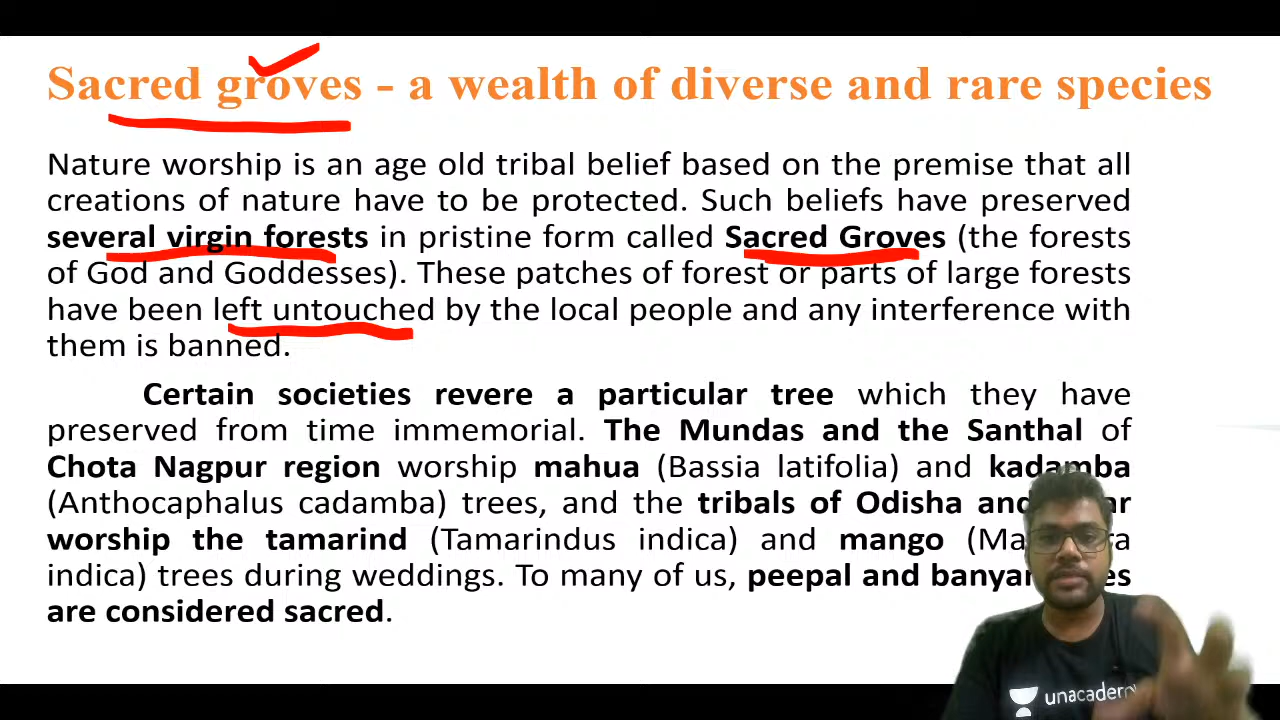 Sacred groves - a wealth of diverse and rare species
Nature worship is an age old tribal belief based on the premise that all
creations of nature have to be protected. Such beliefs have preserved
several virgin forests in pristine form called Sacred Groves (the forests
of God and Goddesses). These patches of forest or parts of large forests
have been left untouched by the local people and any interference with
them is banned.
Certain societies revere a particular tree which they have
preserved from time immemorial. The Mundas and the Santhal of
Chota Nagpur region worship mahua (Bassia latifolia) and kadamba
(Anthocaphalus cadamba) trees, and the tribals of Odisha and
worship the tamarind (Tamarindus indica) and mango
indica) trees during weddings. To many of us, peepal and banyan
are considered sacred.
unacademy